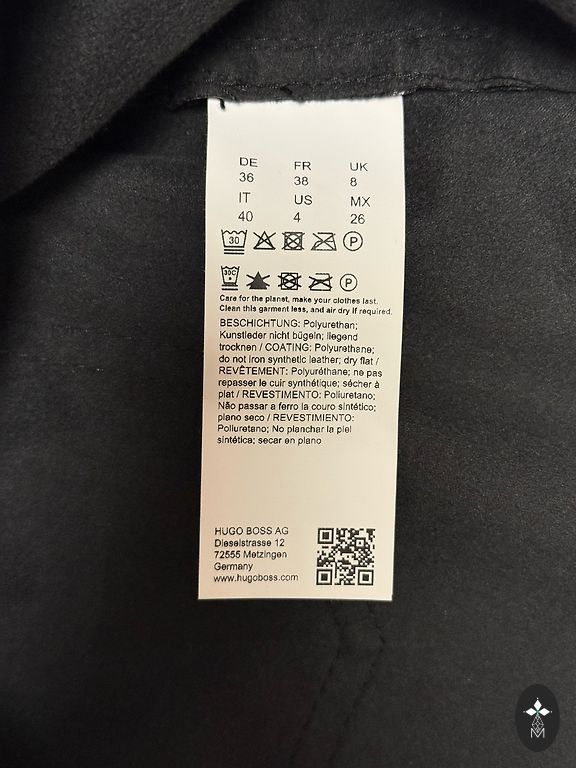 DE FR UK
36 38 8
IT US MX
40 4 26
30 P
30C P
Care for the planet, make your clothes last.
Clean this garment less, and air dry if required.
BESCHICHTUNG: Polyurethan;
Kunstleder nicht bügeln; liegend
trocknen / COATING: Polyurethane;
do not iron synthetic leather; dry flat /
REVÊTEMENT: Polyuréthane; ne pas
repasser le cuir synthétique; sécher à
plat / REVESTIMENTO: Poliuretano;
Não passar a ferro la couro sintético;
plano seco / REVESTIMIENTO:
Poliuretano; No planchar la piel
sintética; secar en plano
HUGO BOSS AG
Dieselstrasse 12
72555 Metzingen
Germany
www.hugoboss.com
M